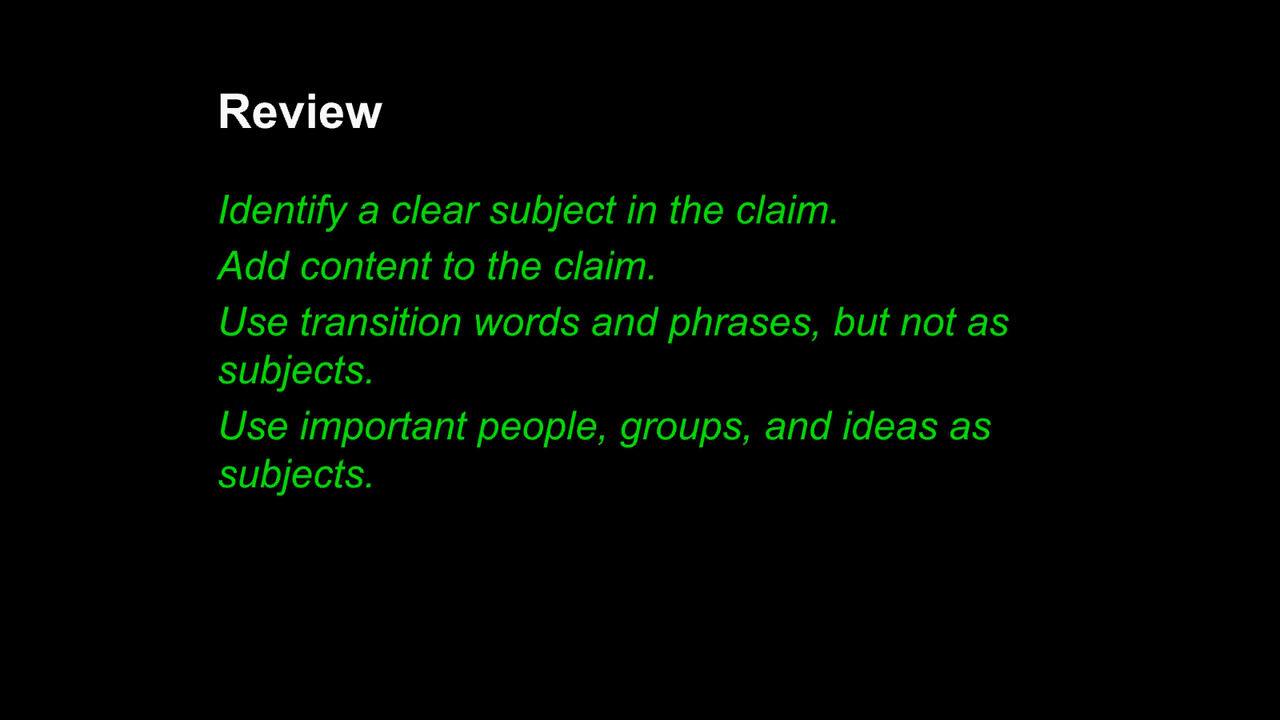 Review
Identify a clear subject in the claim.
Add content to the claim.
Use transition words and phrases, but not as
subjects.
Use important people, groups, and ideas as
subjects.